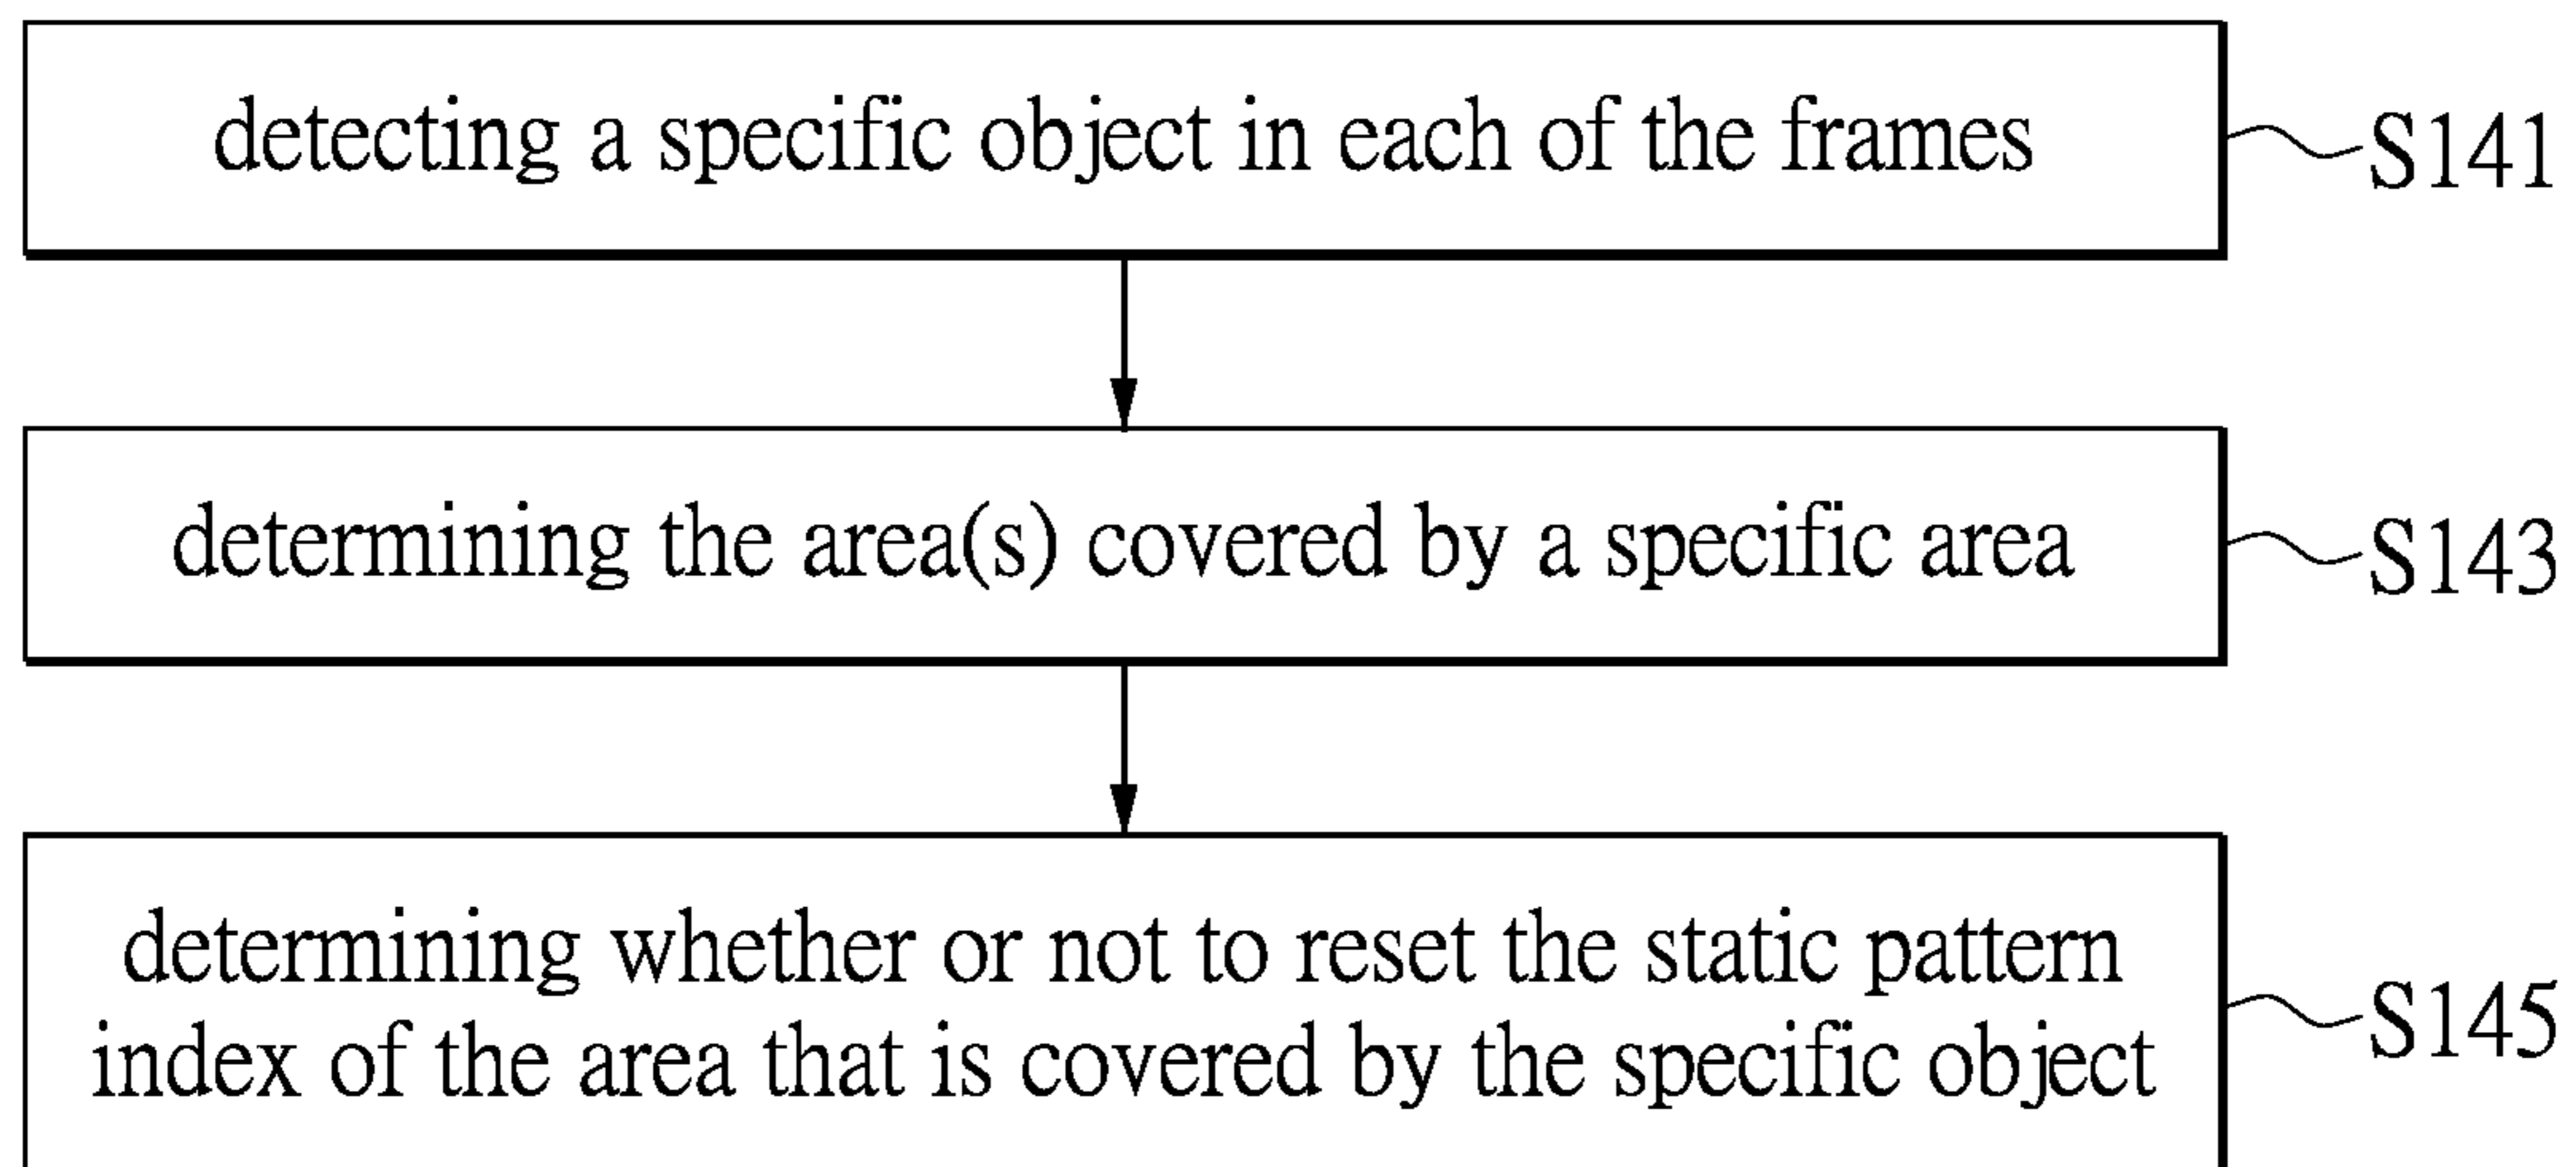 detecting a specific object in each of the frames
S141
determining the area(s) covered by a specific area
S143
determining whether or not to reset the static pattern
index of the area that is covered by the specific object
S145